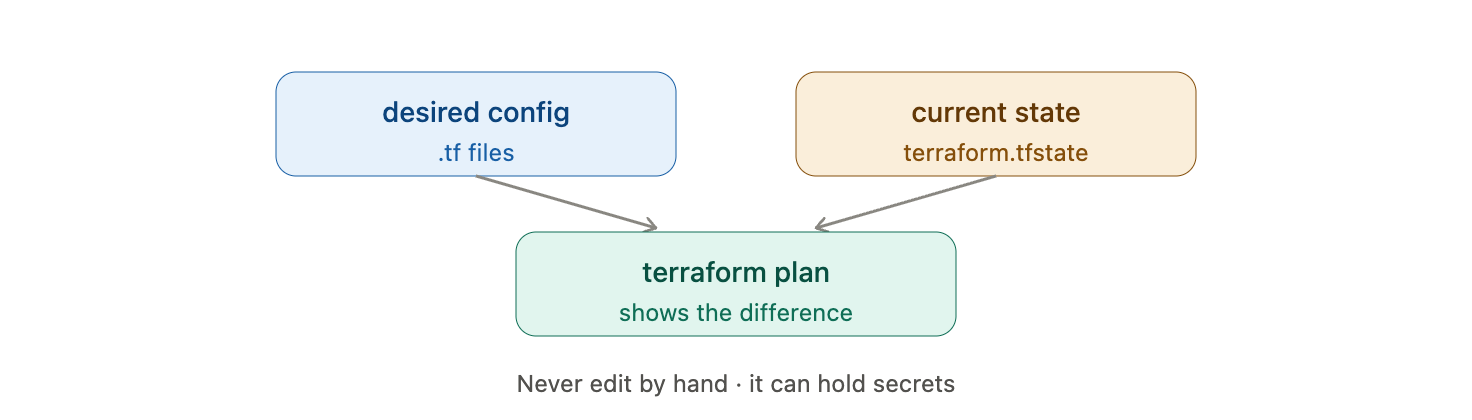 desired config
.tf files
current state
terraform.tfstate
terraform plan
shows the difference
Never edit by hand · it can hold secrets